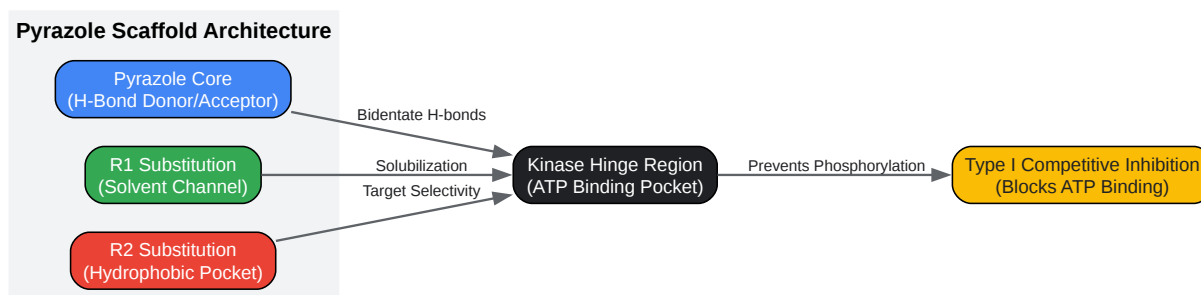 Pyrazole Scaffold Architecture
Pyrazole Core
(H-Bond Donor/Acceptor)
Bidentate H-bonds
R1 Substitution
(Solvent Channel)
Solubilization
Kinase Hinge Region
(ATP Binding Pocket)
Prevents Phosphorylation
Type I Competitive Inhibition
(Blocks ATP Binding)
Target Selectivity
R2 Substitution
(Hydrophobic Pocket)